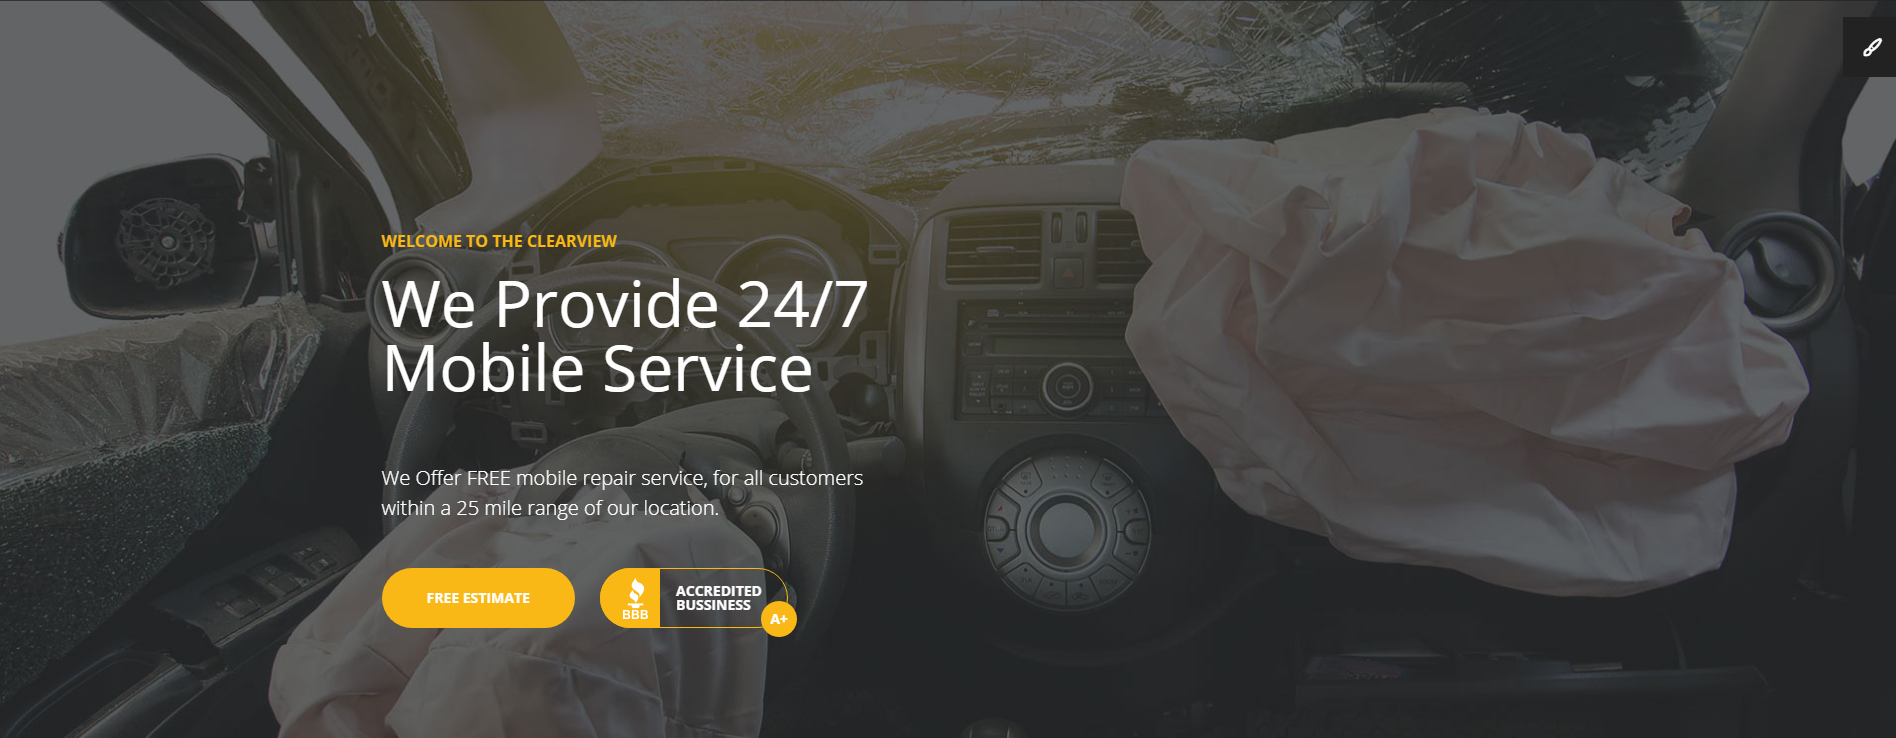 WELCOME TO THE CLEARVIEW
We Provide 24/7
Mobile Service
We Offer FREE mobile repair service, for all customers
within a 25 mile range of our location.
FREE ESTIMATE
BBB
ACCREDITED
BUSSINESS
A+